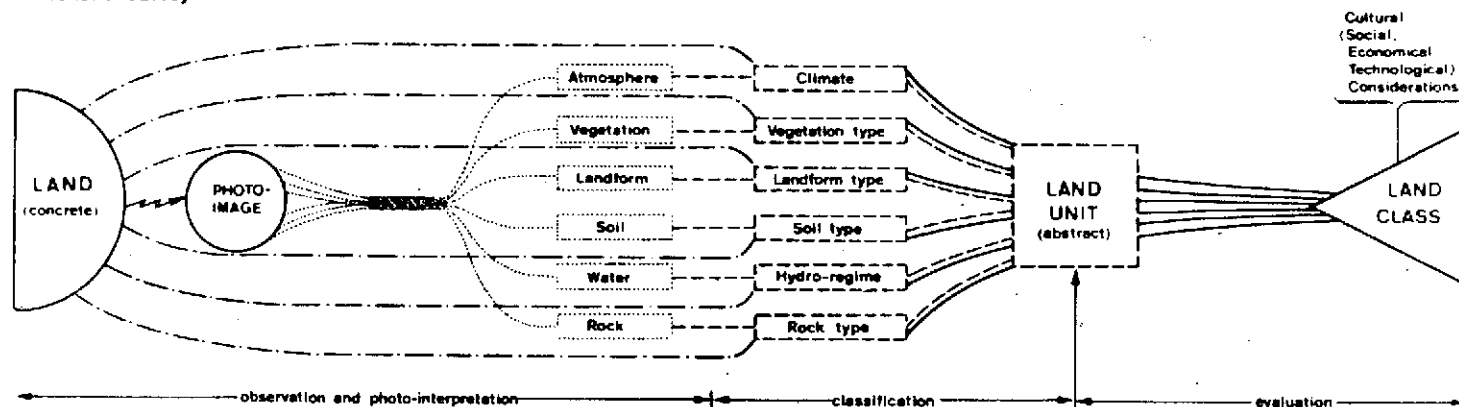 Cultural
(Social,
Economical
Technological)
Considerations
Atmosphere
Climate
Vegetation
Vegetation type
LAND
(concrete)
PHOTO-
IMAGE
Landform
Landform type
LAND
UNIT
(abstract)
LAND
CLASS
Soil
Soil type
Water
Hydro-regime
Rock
Rock type
observation and photo-interpretation
classification
evaluation